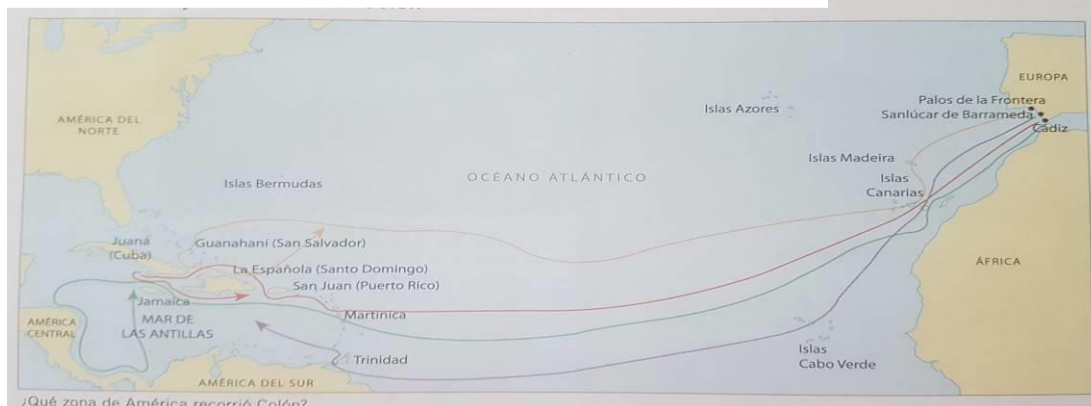 EUROPA
Palos de la Frontera
Islas Azores
Sanlúcar de Barrameda
AMÉRICA DEL
NORTE
Cádiz
Islas Madeira
OCÉANO ATLÁNTICO
Islas
Canarias
Islas Bermudas
Juana
(Cuba)
Guanahaní (San Salvador)
ÁFRICA
La Española (Santo Domingo)
San Juan (Puerto Rico)
Jamaica
Martinica
AMÉRICA
CENTRAL
MAR DE
LAS ANTILLAS
Islas
Cabo Verde
Trinidad
AMÉRICA DEL SUR
¿Qué zona de América recorrió Colón?